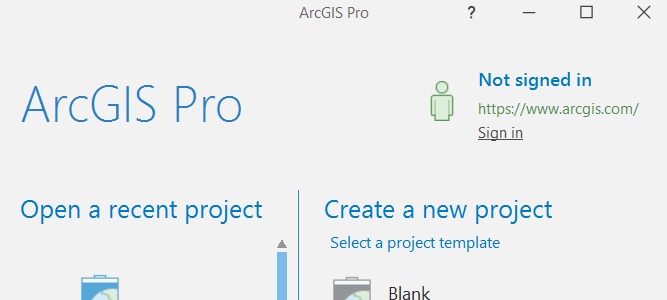 ArcGIS Pro
?
ArcGIS Pro
Not signed in
https://www.arcgis.com/
Sign in
Open a recent project
Create a new project
Select a project template
Blank